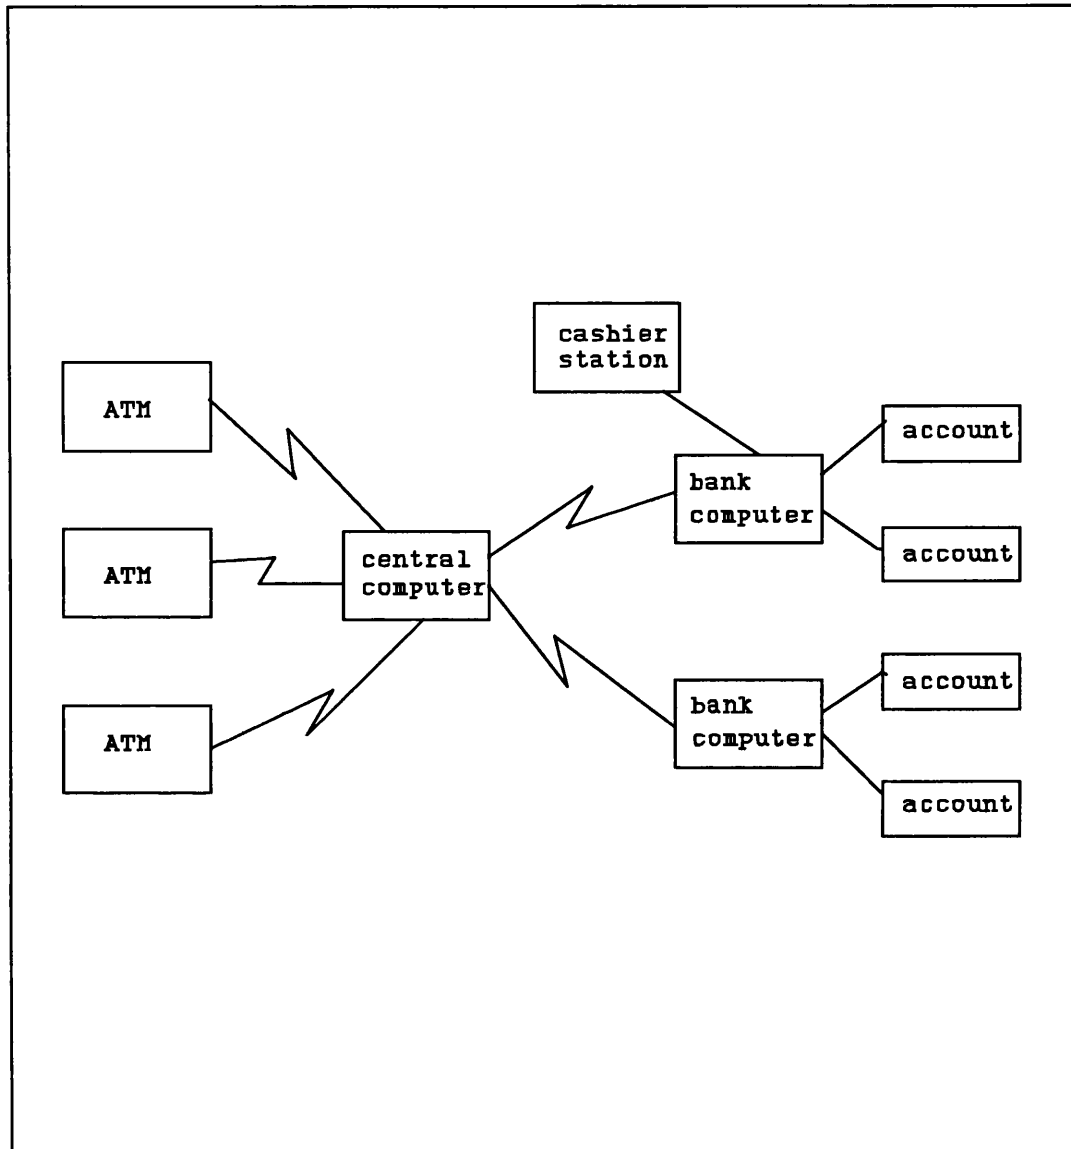 cashier
station
ATM
account
bank
computer
account
central
computer
ATM
account
bank
computer
ATM
account